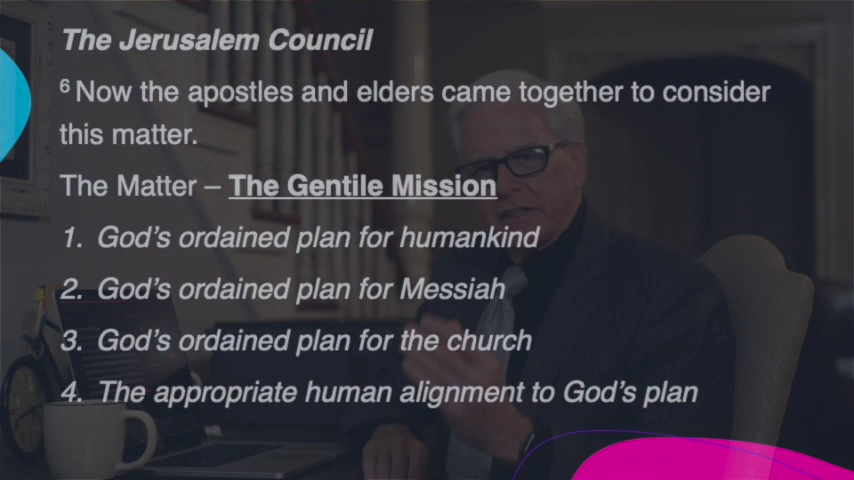 The Jerusalem Council
6 Now the apostles and elders came together to consider
this matter.
The Matter – The Gentile Mission
1. God's ordained plan for humankind
2. God's ordained plan for Messiah
3. God's ordained plan for the church
4. The appropriate human alignment to God's plan